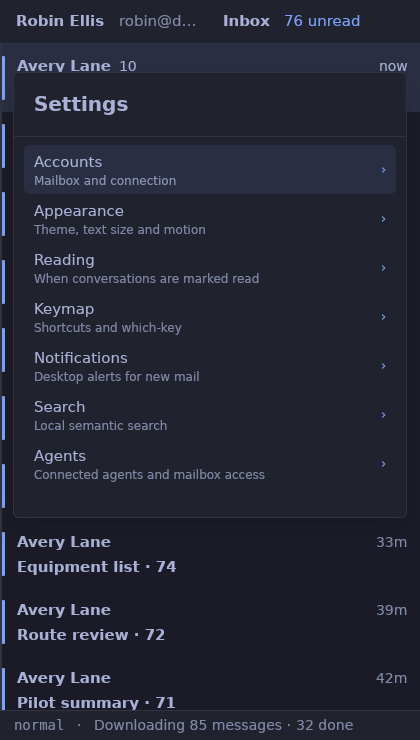 Robin Ellis robin@d... Inbox 76 unread
Avery Lane 10 now
Settings
Accounts ›
Mailbox and connection
Appearance ›
Theme, text size and motion
Reading ›
When conversations are marked read
Keymap ›
Shortcuts and which-key
Notifications ›
Desktop alerts for new mail
Search ›
Local semantic search
Agents ›
Connected agents and mailbox access
Avery Lane 33m
Equipment list · 74
Avery Lane 39m
Route review · 72
Avery Lane 42m
Pilot summary · 71
normal · Downloading 85 messages · 32 done